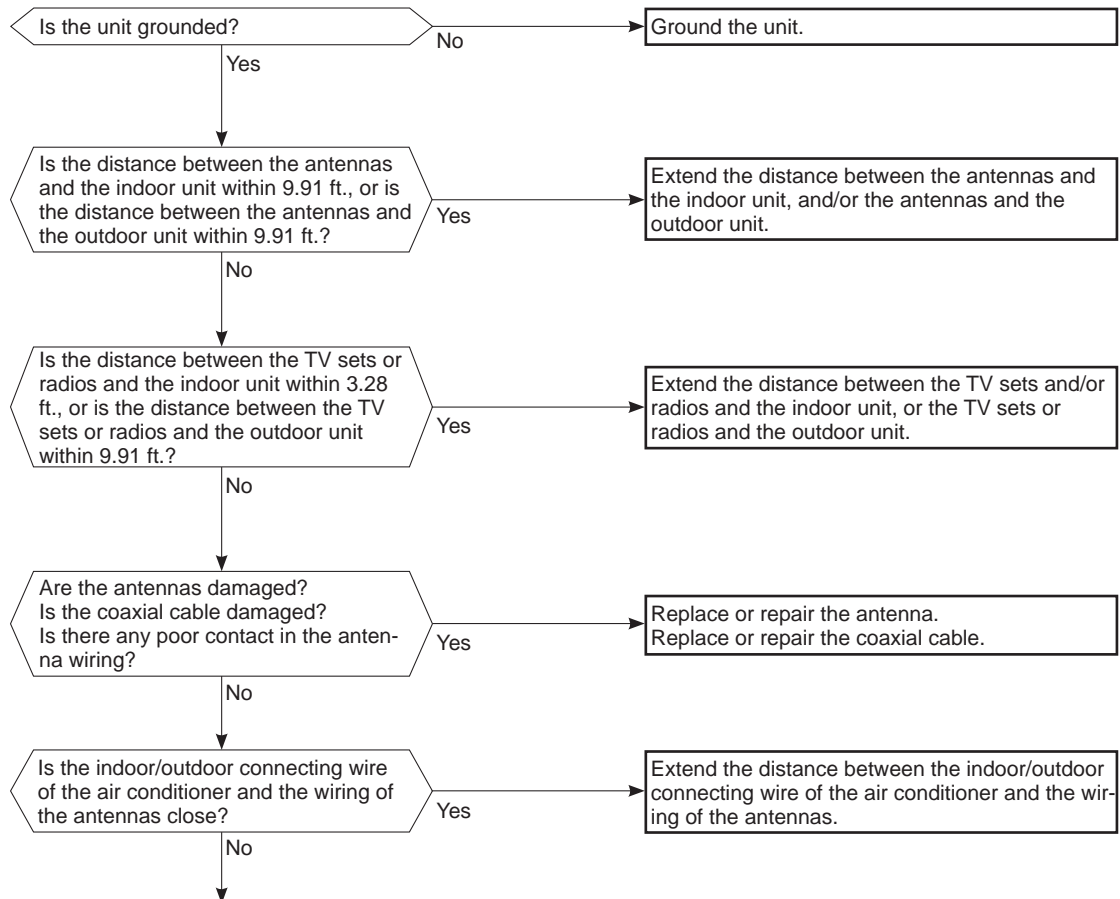 Is the unit grounded?
No
Ground the unit.
Yes
Is the distance between the antennas
and the indoor unit within 9.91 ft., or is
the distance between the antennas and
the outdoor unit within 9.91 ft.?
Yes
Extend the distance between the antennas and
the indoor unit, and/or the antennas and the
outdoor unit.
No
Is the distance between the TV sets or
radios and the indoor unit within 3.28
ft., or is the distance between the TV
sets or radios and the outdoor unit
within 9.91 ft.?
Yes
Extend the distance between the TV sets and/or
radios and the indoor unit, or the TV sets or
radios and the outdoor unit.
No
Are the antennas damaged?
Is the coaxial cable damaged?
Is there any poor contact in the anten-
na wiring?
Yes
Replace or repair the antenna.
Replace or repair the coaxial cable.
No
Is the indoor/outdoor connecting wire
of the air conditioner and the wiring of
the antennas close?
Yes
Extend the distance between the indoor/outdoor
connecting wire of the air conditioner and the wir-
ing of the antennas.
No